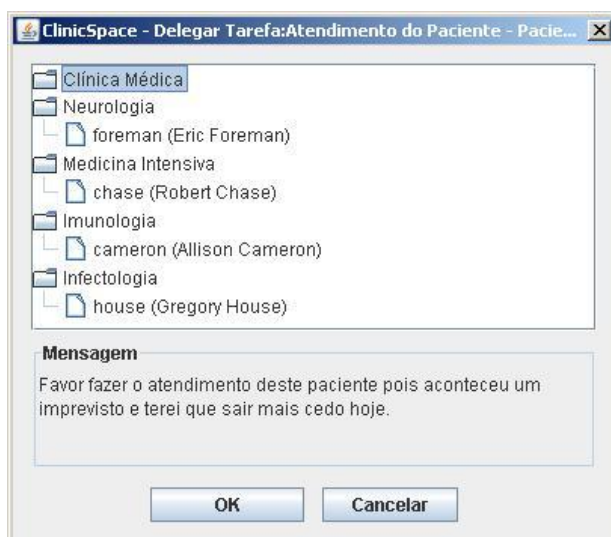 ClinicSpace - Delegar Tarefa:Atendimento do Paciente - Pacie...
Clínica Médica
Neurologia
foreman (Eric Foreman)
Medicina Intensiva
chase (Robert Chase)
Imunologia
cameron (Allison Cameron)
Infectologia
house (Gregory House)
Mensagem
Favor fazer o atendimento deste paciente pois aconteceu um
imprevisto e terei que sair mais cedo hoje.
OK Cancelar